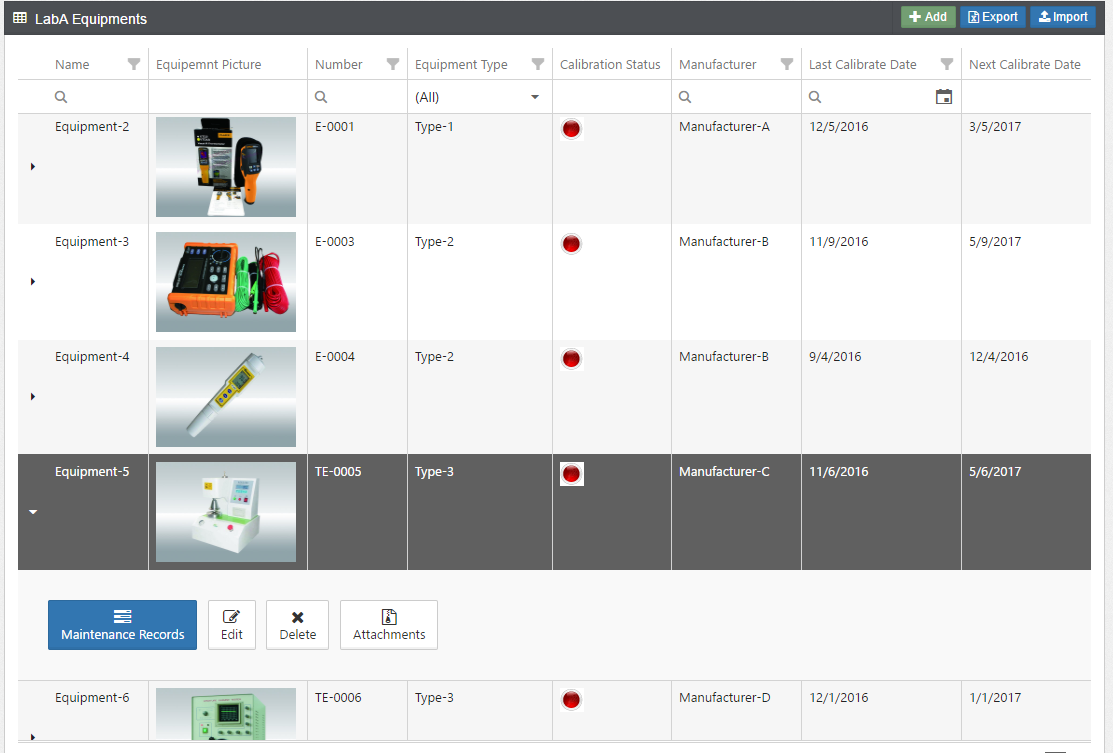 LabA Equipments
Add Export Import
Name Equipemnt Picture Number Equipment Type Calibration Status Manufacturer Last Calibrate Date Next Calibrate Date
(All)
Equipment-2 E-0001 Type-1 Manufacturer-A 12/5/2016 3/5/2017
Equipment-3 E-0003 Type-2 Manufacturer-B 11/9/2016 5/9/2017
Equipment-4 E-0004 Type-2 Manufacturer-B 9/4/2016 12/4/2016
Equipment-5 TE-0005 Type-3 Manufacturer-C 11/6/2016 5/6/2017
Maintenance Records Edit Delete Attachments
Equipment-6 TE-0006 Type-3 Manufacturer-D 12/1/2016 1/1/2017